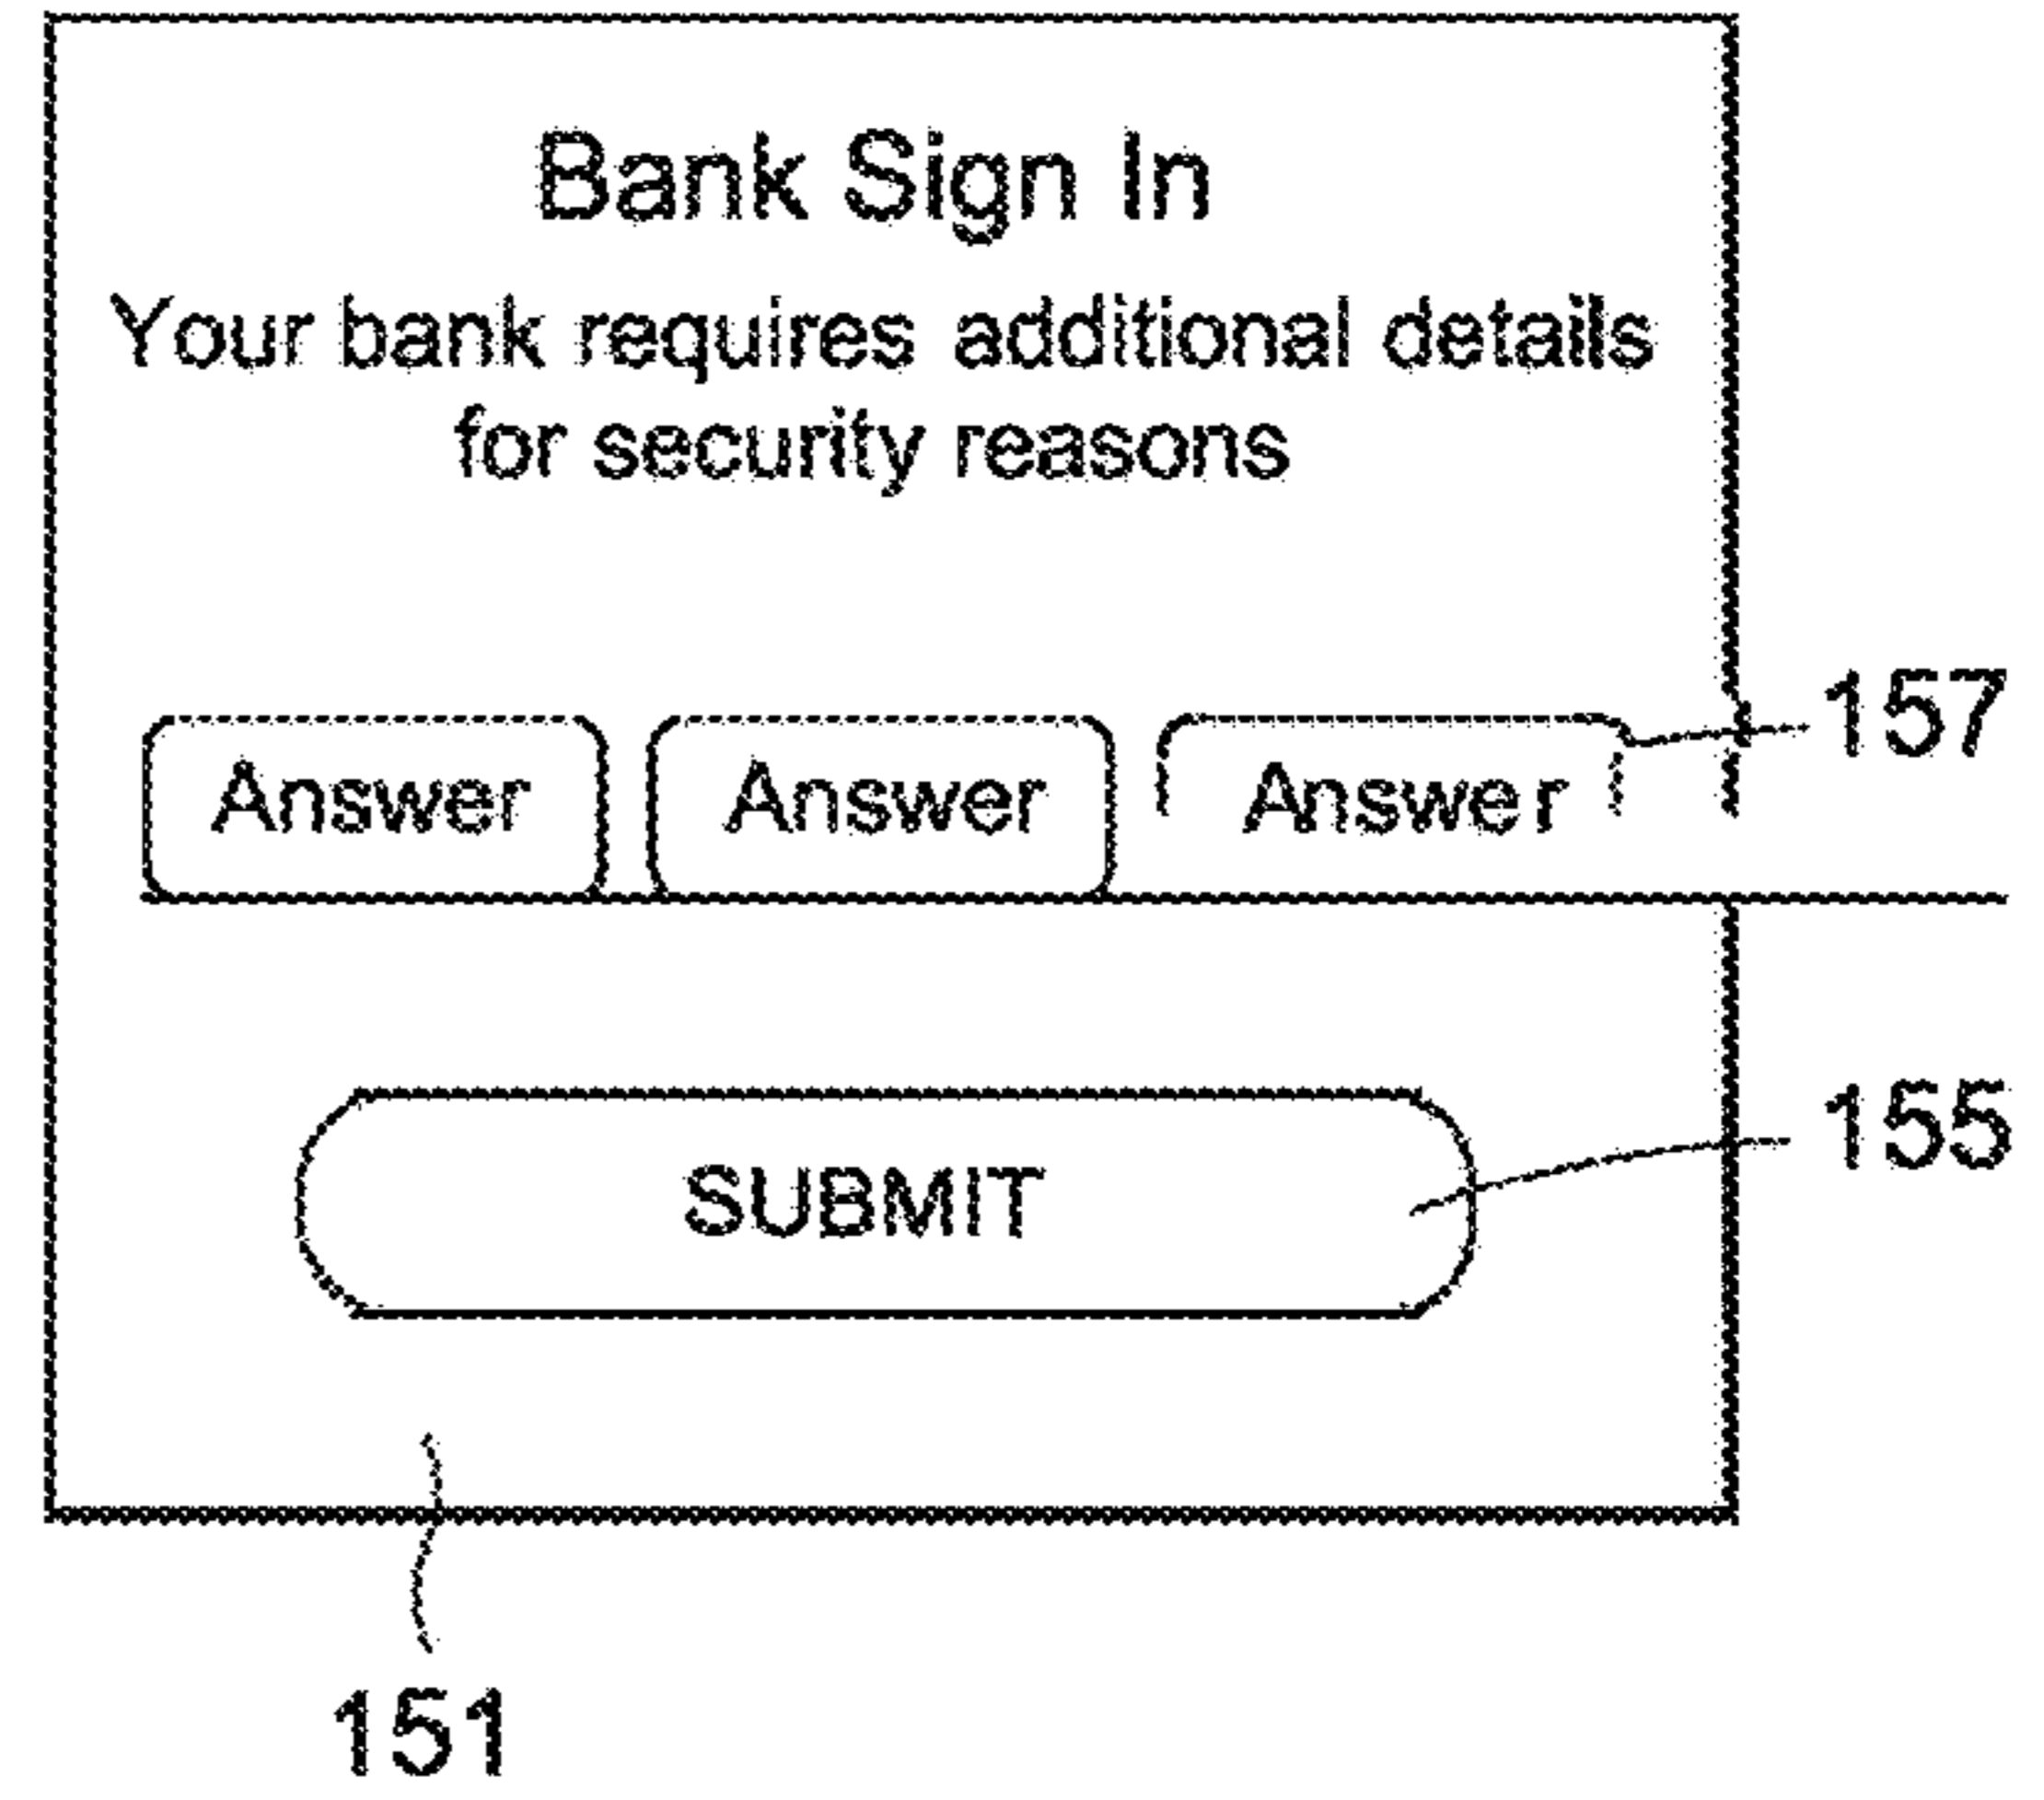 Bank Sign In
Your bank requires additional details
for security reasons
157
Answer Answer Answer
155
SUBMIT
151